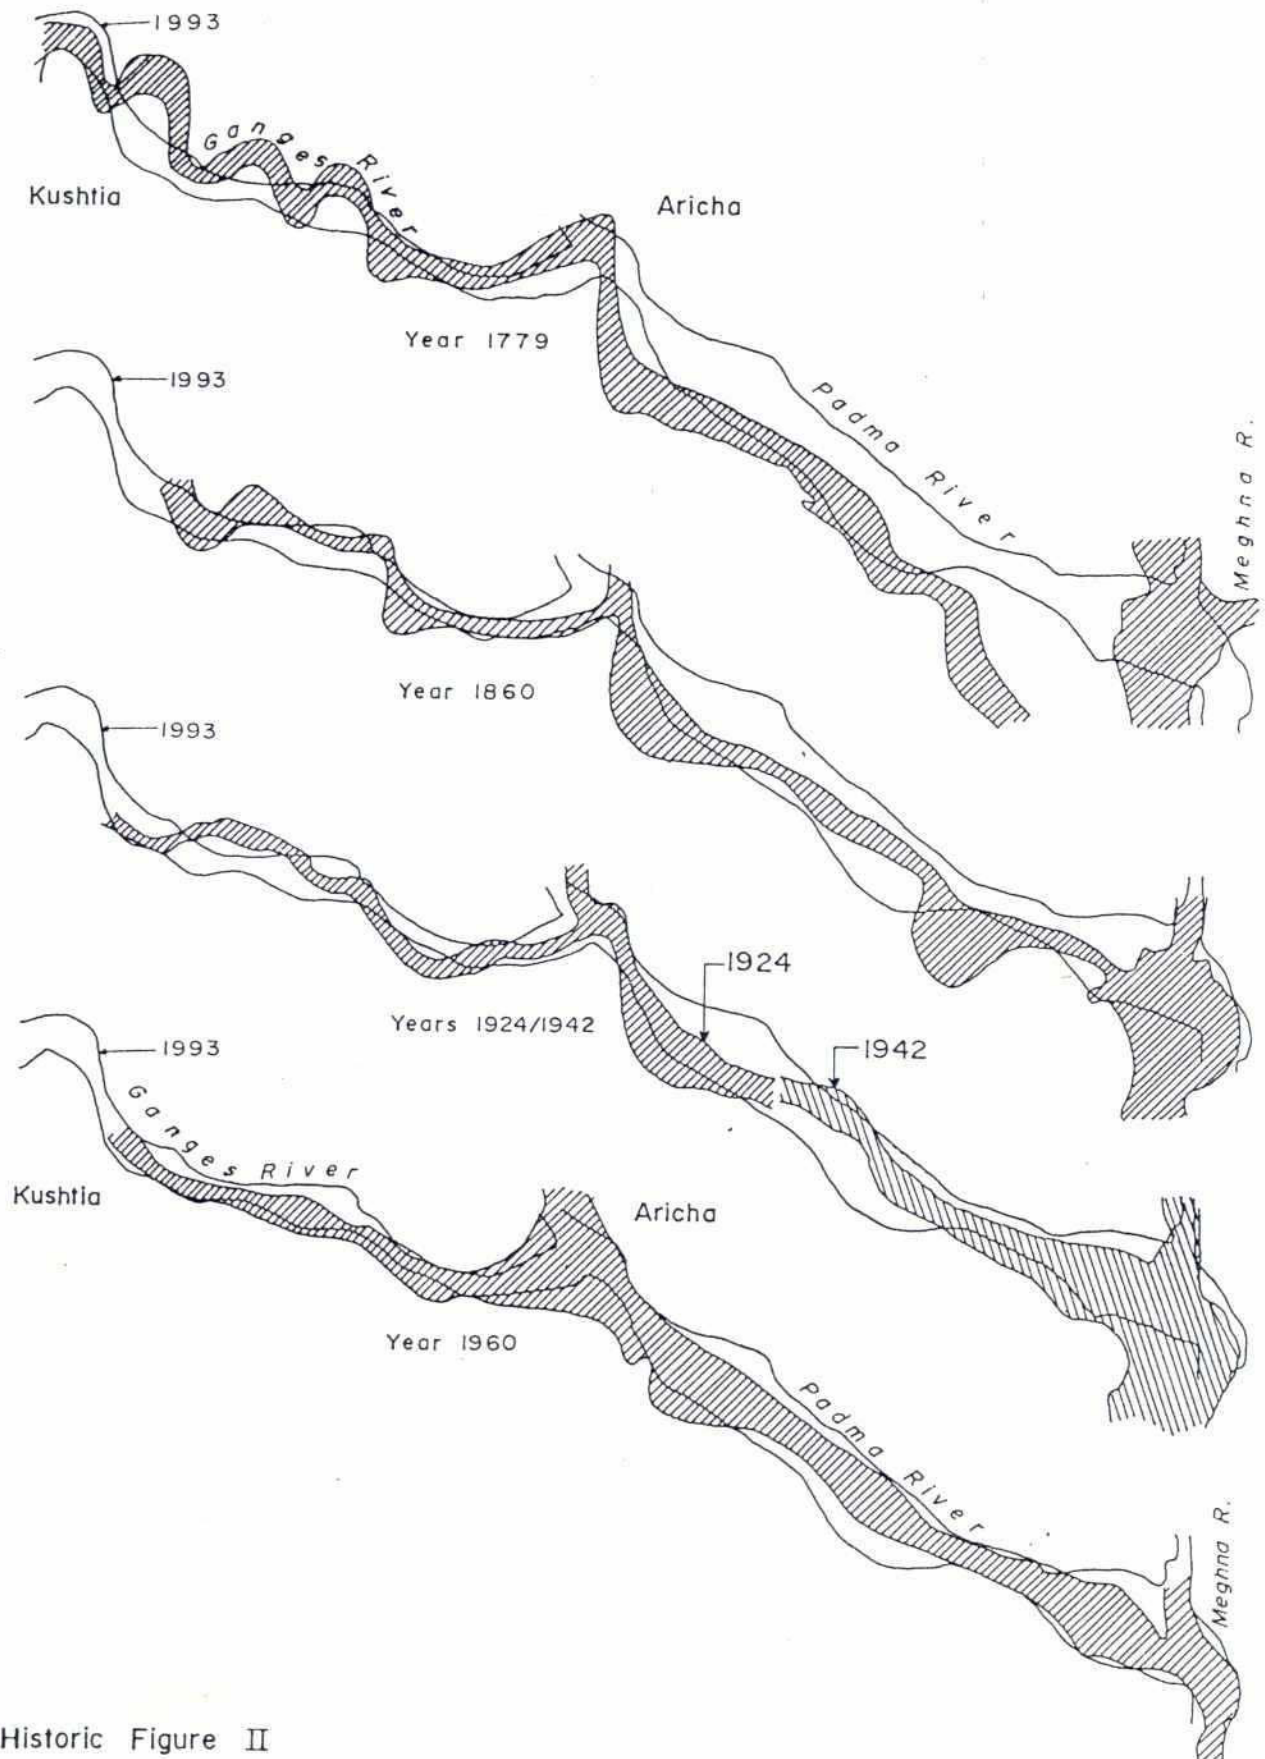 1993
Ganges River
Kushtia
Aricha
Year 1779
Padma River
Meghna R.
1993
Year 1860
1993
1924
Years 1924/1942
1942
1993
Ganges River
Kushtia
Aricha
Year 1960
Padma River
Meghna R.
Historic Figure II